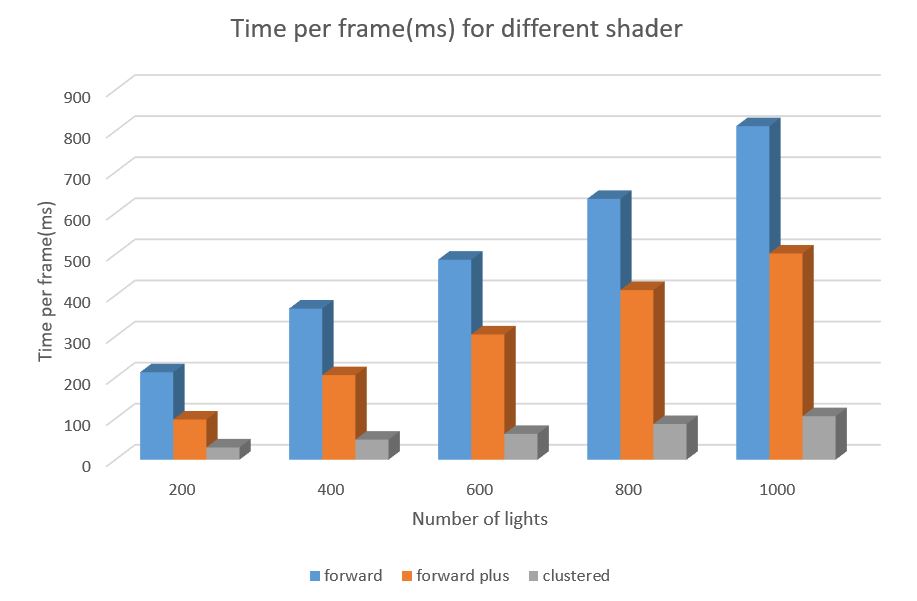 Time per frame(ms) for different shader
Time per frame(ms)
900
800
700
600
500
400
300
200
100
0
200 400 600 800 1000
Number of lights
forward forward plus clustered